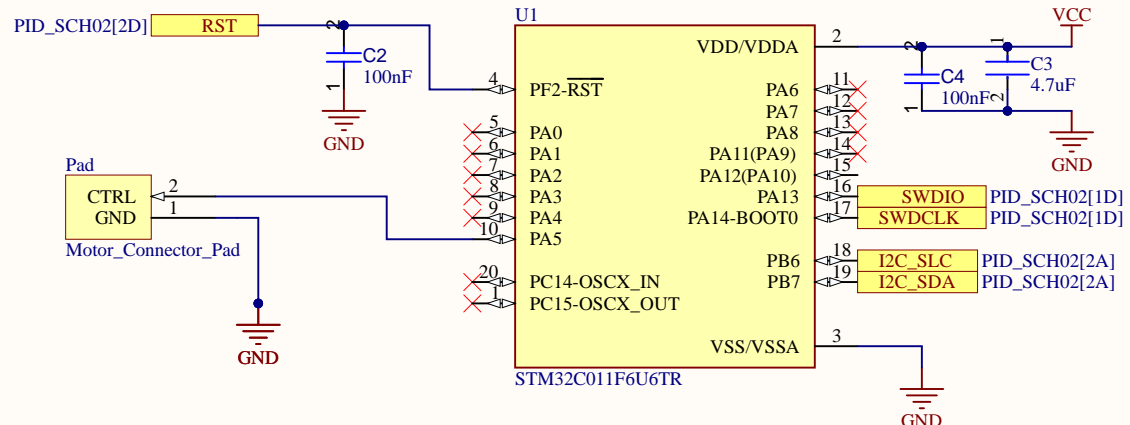 U1
VCC
PID_SCH02[2D] RST
2
C2
100nF
1
GND
4 PF2-RST
VDD/VDDA 2
2
C4
100nF
1
1
C3
4.7uF
2
GND
5 PA0
6 PA1
7 PA2
8 PA3
9 PA4
10 PA5
20 PC14-OSCX_IN
1 PC15-OSCX_OUT
PA6 11
PA7 12
PA8 13
PA11(PA9) 14
PA12(PA10) 15
PA13 16 SWDIO PID_SCH02[1D]
PA14-BOOT0 17 SWDCLK PID_SCH02[1D]
PB6 18 I2C_SLC PID_SCH02[2A]
PB7 19 I2C_SDA PID_SCH02[2A]
VSS/VSSA 3
GND
Pad
CTRL 2
GND 1
Motor_Connector_Pad
GND
STM32C011F6U6TR